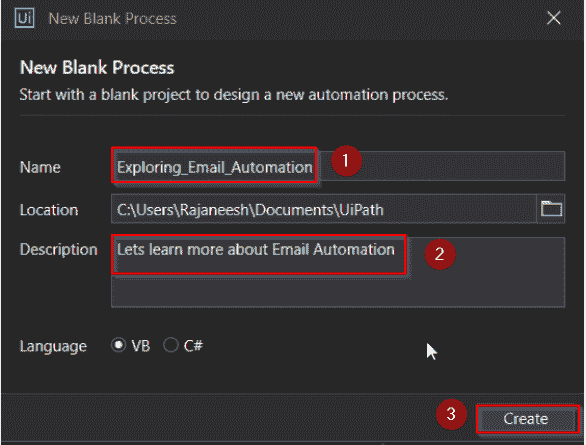 Ui New Blank Process
New Blank Process
Start with a blank project to design a new automation process.
Name Exploring_Email_Automation 1
Location C:\Users\Rajaneesh\Documents\UiPath
Description Lets learn more about Email Automation 2
Language VB C#
3 Create